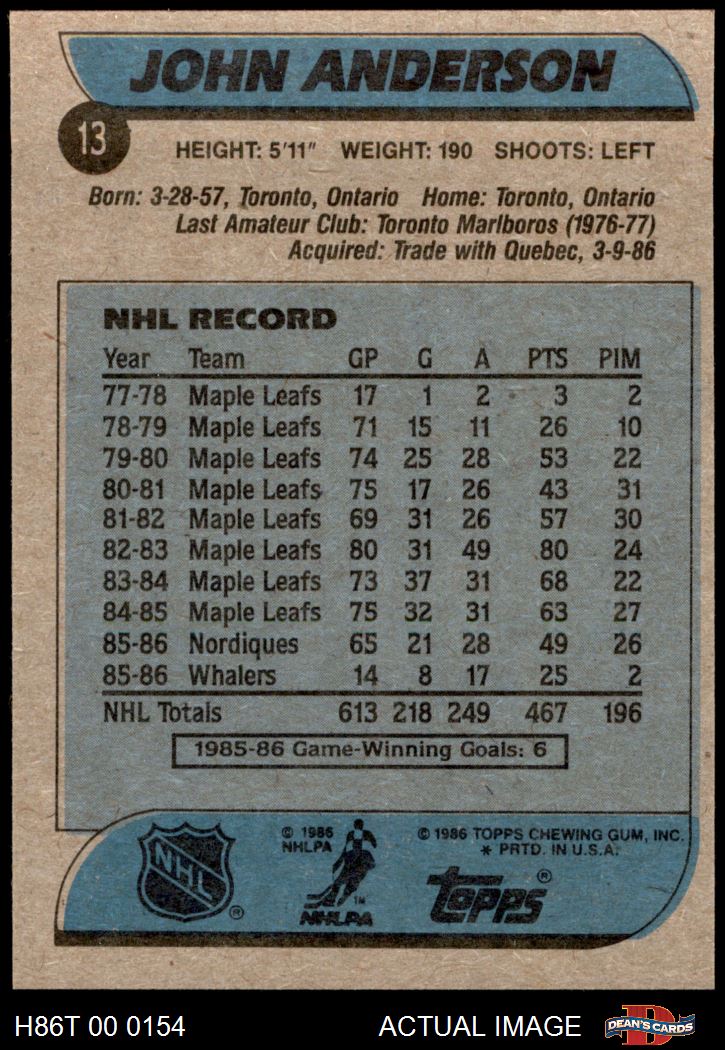 JOHN ANDERSON
13
HEIGHT: 5'11" WEIGHT: 190 SHOOTS: LEFT
Born: 3-28-57, Toronto, Ontario Home: Toronto, Ontario
Last Amateur Club: Toronto Marlboros (1976-77)
Acquired: Trade with Quebec, 3-9-86
NHL RECORD
Year Team GP G A PTS PIM
77-78 Maple Leafs 17 1 2 3 2
78-79 Maple Leafs 71 15 11 26 10
79-80 Maple Leafs 74 25 28 53 22
80-81 Maple Leafs 75 17 26 43 31
81-82 Maple Leafs 69 31 26 57 30
82-83 Maple Leafs 80 31 49 80 24
83-84 Maple Leafs 73 37 31 68 22
84-85 Maple Leafs 75 32 31 63 27
85-86 Nordiques 65 21 28 49 26
85-86 Whalers 14 8 17 25 2
NHL Totals 613 218 249 467 196
1985-86 Game-Winning Goals: 6
NHL ®
© 1986
NHLPA
TM
NHLPA
© 1986 TOPPS CHEWING GUM, INC.
* PRTD. IN U.S.A.
topps ®
H86T 00 0154 ACTUAL IMAGE
D
DEAN'S CARDS